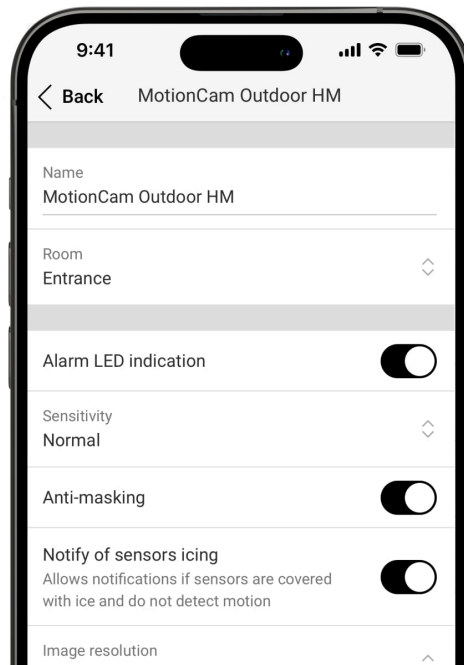 9:41
Back MotionCam Outdoor HM
Name
MotionCam Outdoor HM
Room
Entrance
Alarm LED indication
Sensitivity
Normal
Anti-masking
Notify of sensors icing
Allows notifications if sensors are covered
with ice and do not detect motion
Image resolution